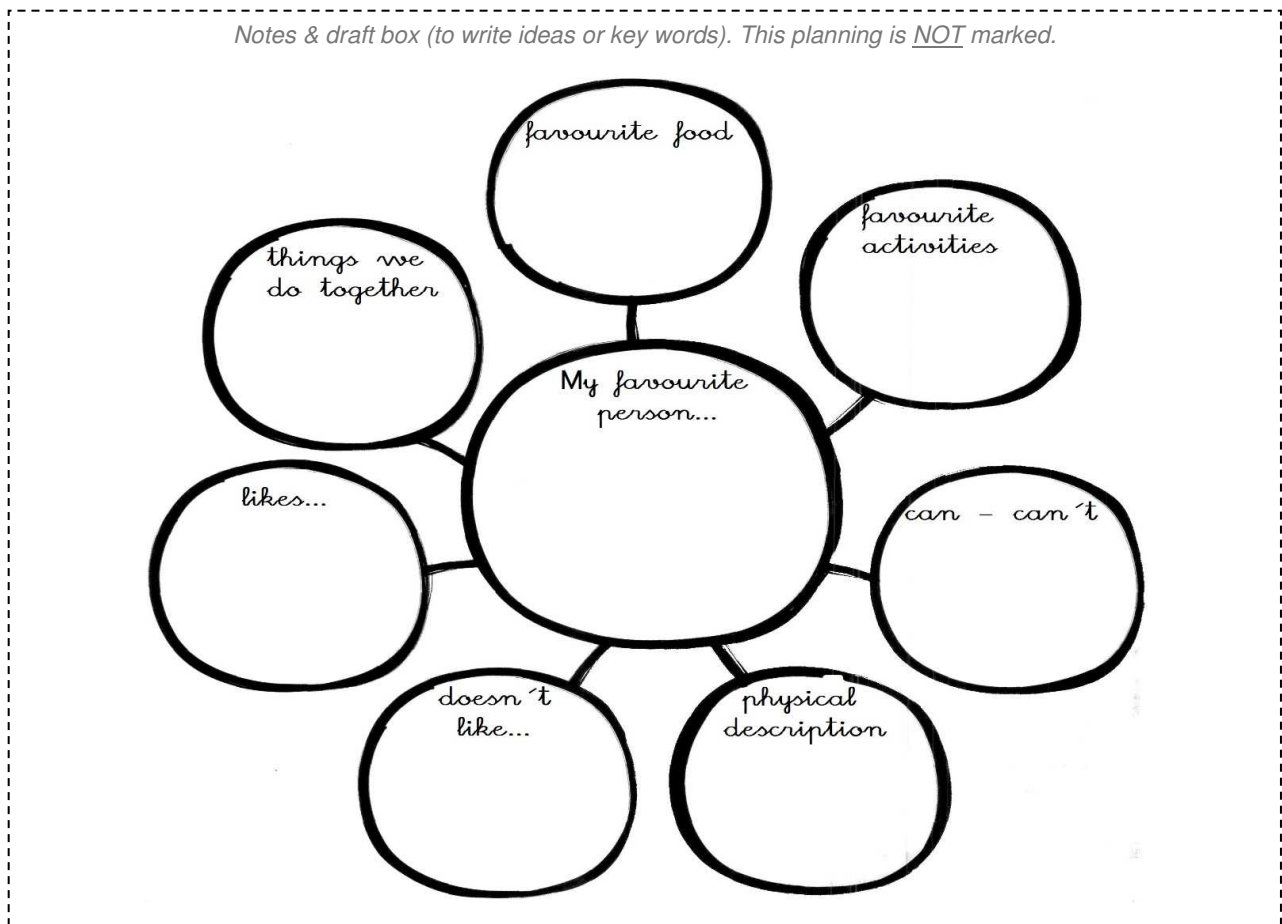 Notes & draft box (to write ideas or key words). This planning is NOT marked.
favourite food
favourite
activities
things we
do together
My favourite
person...
likes...
can – can´t
doesn´t
like...
physical
description